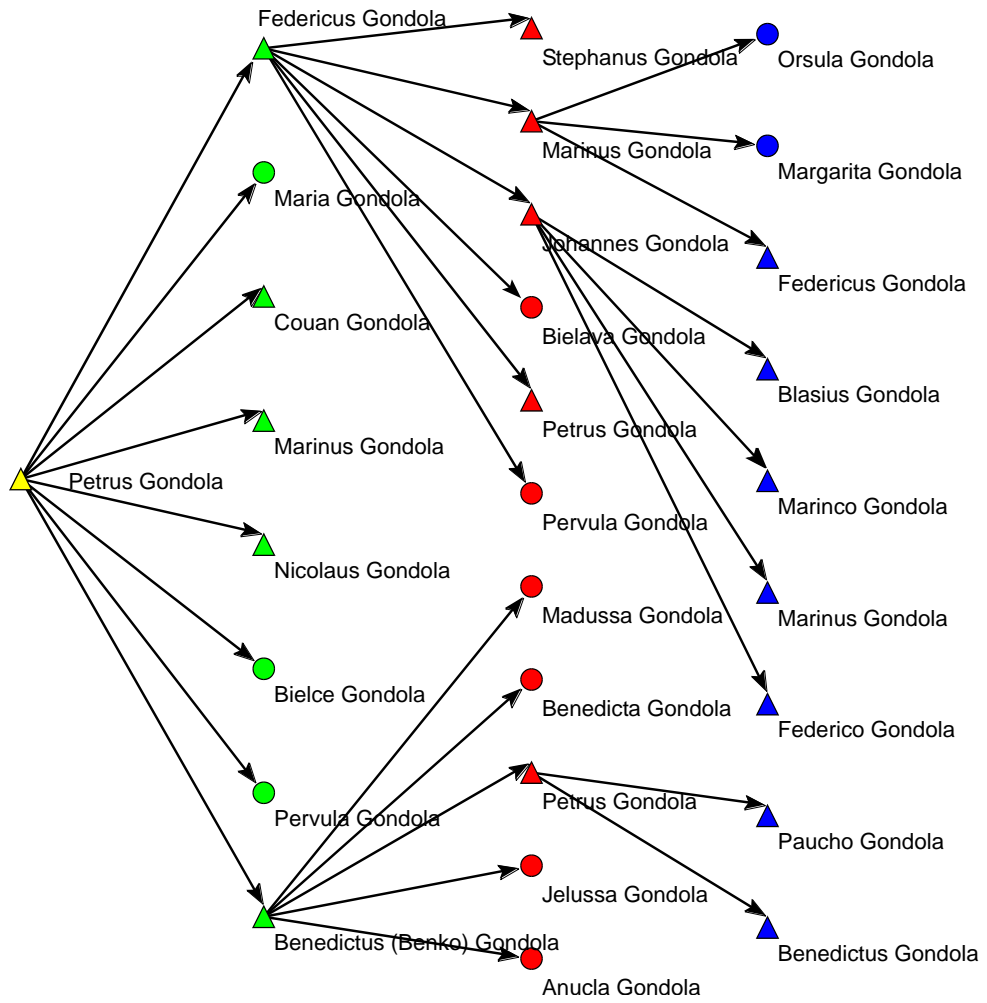 Federicus Gondola
Stephanus Gondola
Orsula Gondola
Marinus Gondola
Margarita Gondola
Maria Gondola
Johannes Gondola
Federicus Gondola
Couan Gondola
Bielava Gondola
Blasius Gondola
Marinus Gondola
Petrus Gondola
Petrus Gondola
Marinco Gondola
Pervula Gondola
Nicolaus Gondola
Madussa Gondola
Marinus Gondola
Bielce Gondola
Benedicta Gondola
Federico Gondola
Pervula Gondola
Petrus Gondola
Paucho Gondola
Jelussa Gondola
Benedictus (Benko) Gondola
Benedictus Gondola
Anucla Gondola